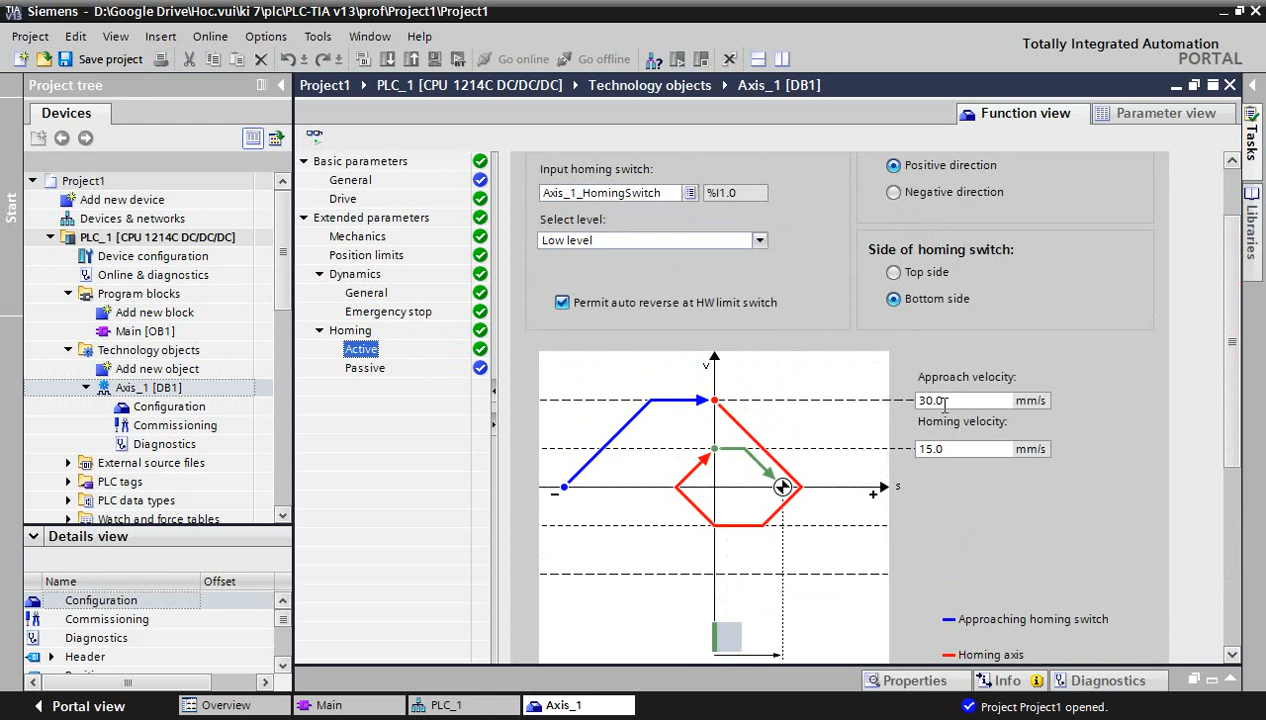 TIA
V13
Siemens - D:\Google Drive\Hoc.vui\ki 7\plc\PLC-TIA v13\prof\Project1\Project1
Project Edit View Insert Online Options Tools Window Help
Totally Integrated Automation
PORTAL
Save project Go online Go offline
Project tree
Project1 PLC_1 [CPU 1214C DC/DC/DC] Technology objects Axis_1 [DB1]
Devices
Function view Parameter view
Start
Tasks
Libraries
Project1
Add new device
Devices & networks
PLC_1 [CPU 1214C DC/DC/DC]
Device configuration
Online & diagnostics
Program blocks
Add new block
Main [OB1]
Technology objects
Add new object
Axis_1 [DB1]
Configuration
Commissioning
Diagnostics
External source files
PLC tags
PLC data types
Watch and force tables
Details view
Name Offset
Configuration
Commissioning
Diagnostics
Header
Basic parameters
General
Drive
Extended parameters
Mechanics
Position limits
Dynamics
General
Emergency stop
Homing
Active
Passive
Input homing switch:
Axis_1_HomingSwitch %I1.0
Select level:
Low level
Permit auto reverse at HW limit switch
Positive direction
Negative direction
Side of homing switch:
Top side
Bottom side
v
s
−
+
Approach velocity:
30.0 mm/s
Homing velocity:
15.0 mm/s
Approaching homing switch
Homing axis
Properties Info Diagnostics
Portal view Overview Main PLC_1 Axis_1 Project Project1 opened.